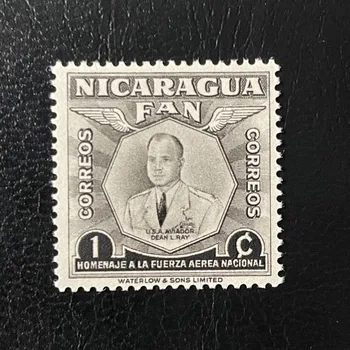 NICARAGUA
FAN
CORREOS
CORREOS
U.S.A. AVIADOR
DEAN L. RAY
1
¢
HOMENAJE A LA FUERZA AEREA NACIONAL
WATERLOW & SONS LIMITED